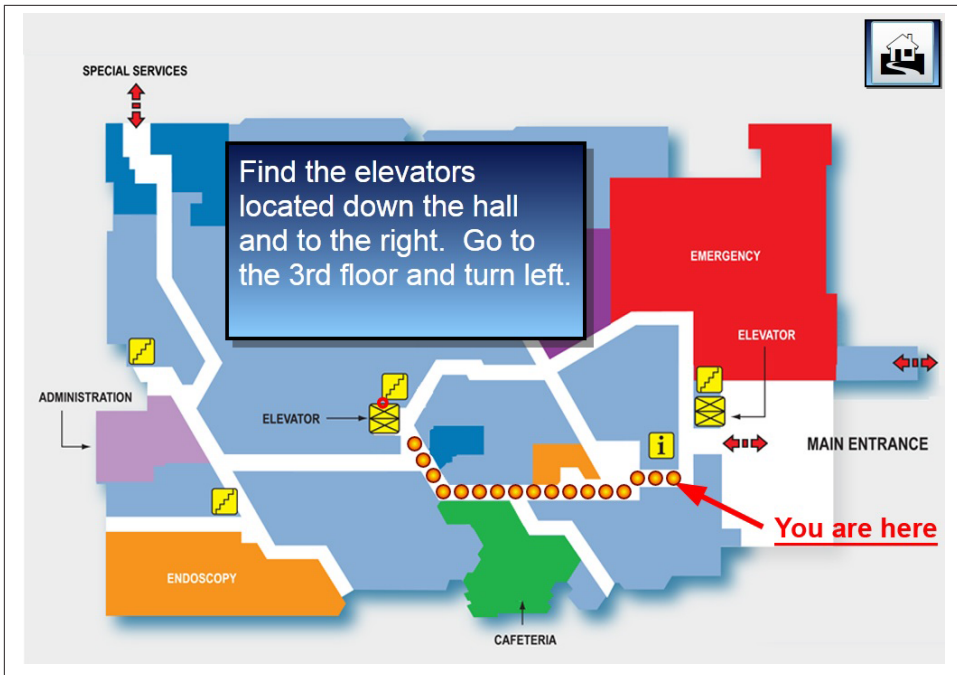 SPECIAL SERVICES
Find the elevators
located down the hall
and to the right.  Go to
the 3rd floor and turn left.
EMERGENCY
ELEVATOR
ADMINISTRATION
ELEVATOR
i
MAIN ENTRANCE
You are here
ENDOSCOPY
CAFETERIA